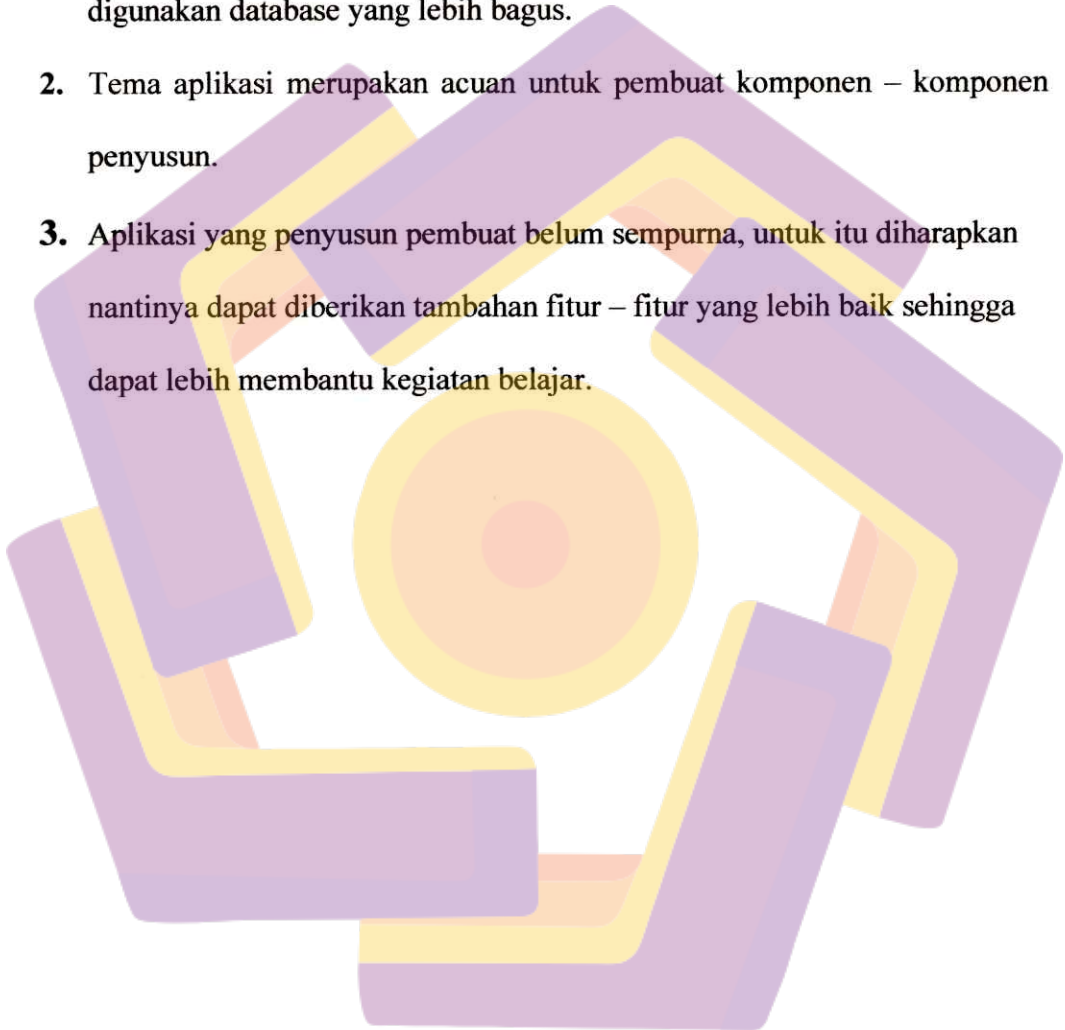 digunakan database yang lebih bagus.
2. Tema aplikasi merupakan acuan untuk pembuat komponen – komponen
penyusun.
3. Aplikasi yang penyusun pembuat belum sempurna, untuk itu diharapkan
nantinya dapat diberikan tambahan fitur – fitur yang lebih baik sehingga
dapat lebih membantu kegiatan belajar.